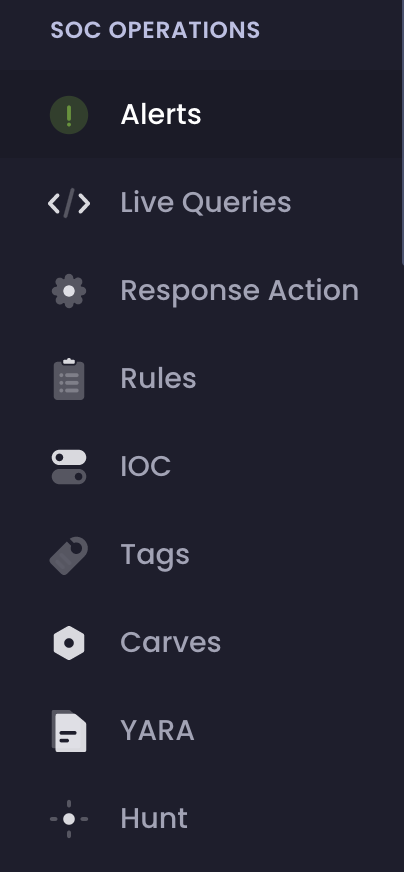 SOC OPERATIONS
Alerts
Live Queries
Response Action
Rules
IOC
Tags
Carves
YARA
Hunt